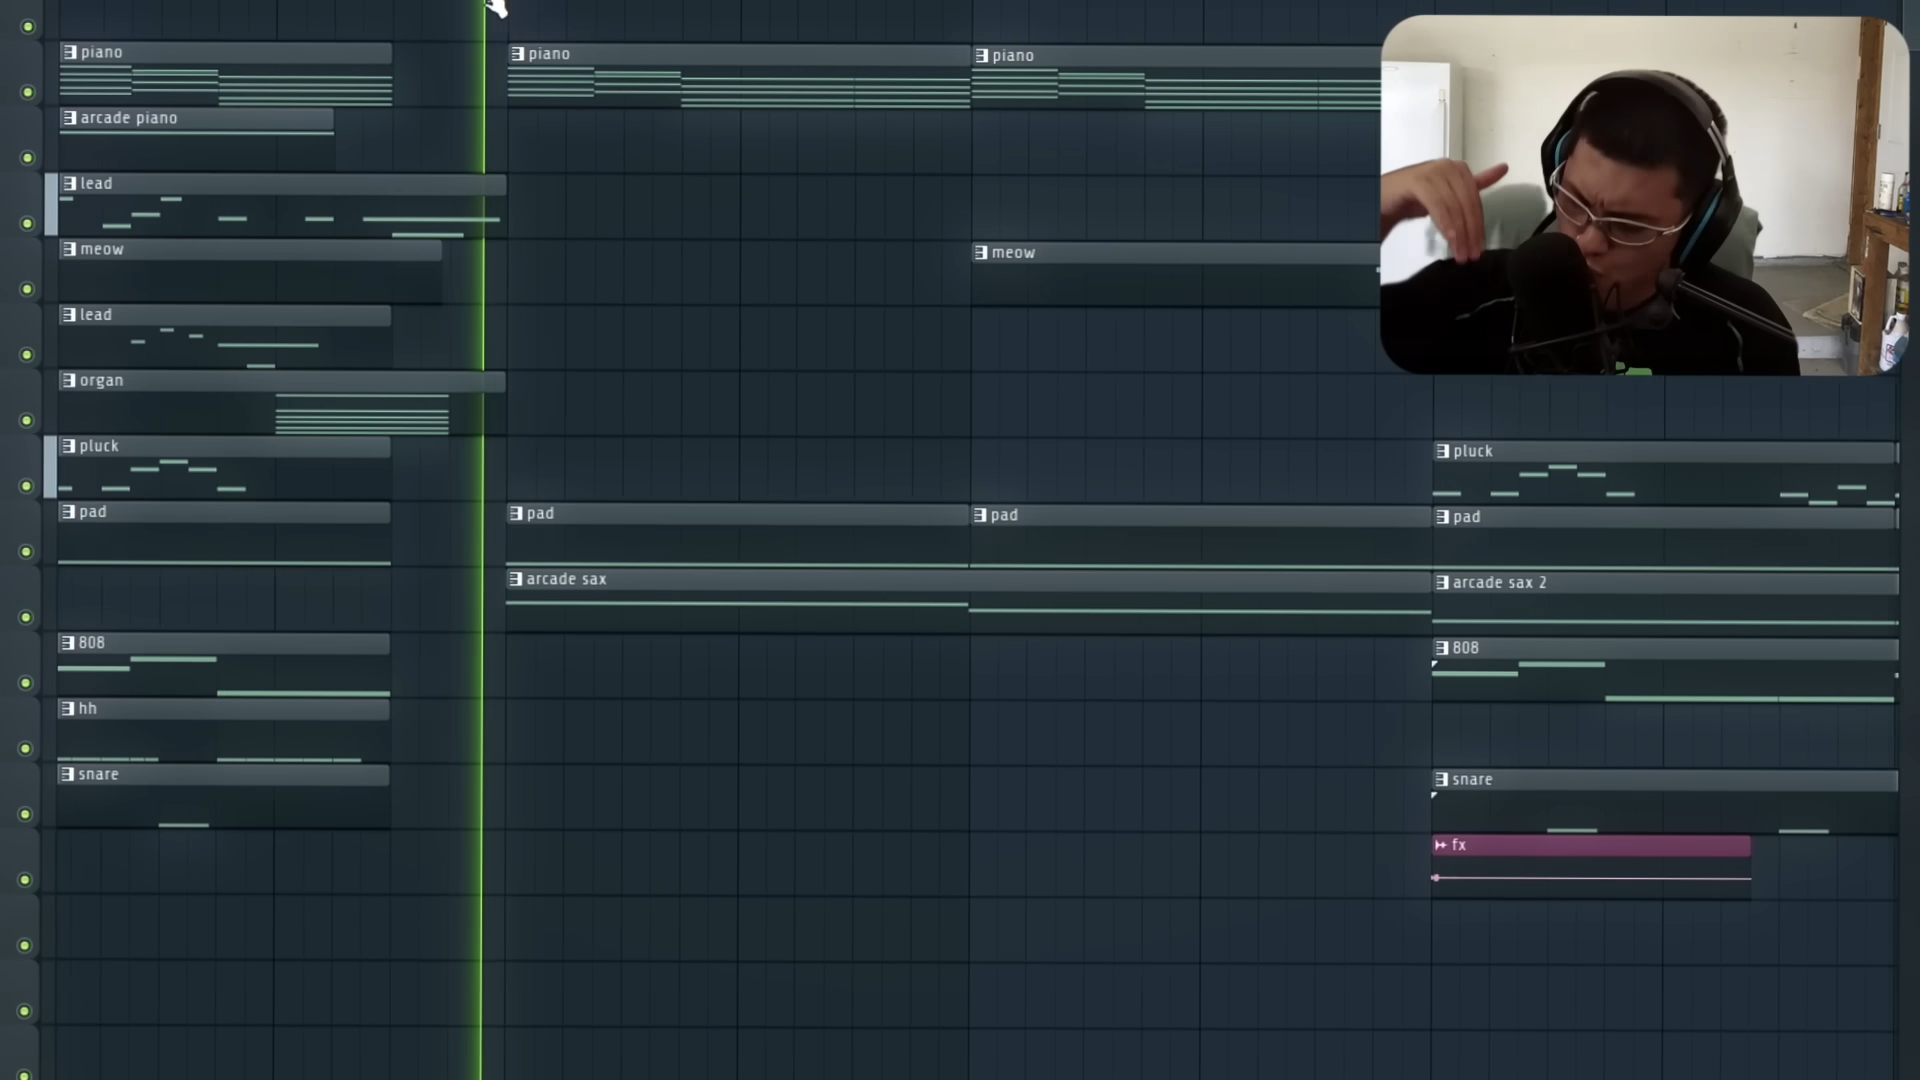 piano
piano
piano
arcade piano
lead
meow
meow
lead
organ
pluck
pluck
pad
pad
pad
pad
arcade sax
arcade sax 2
808
808
hh
snare
snare
fx